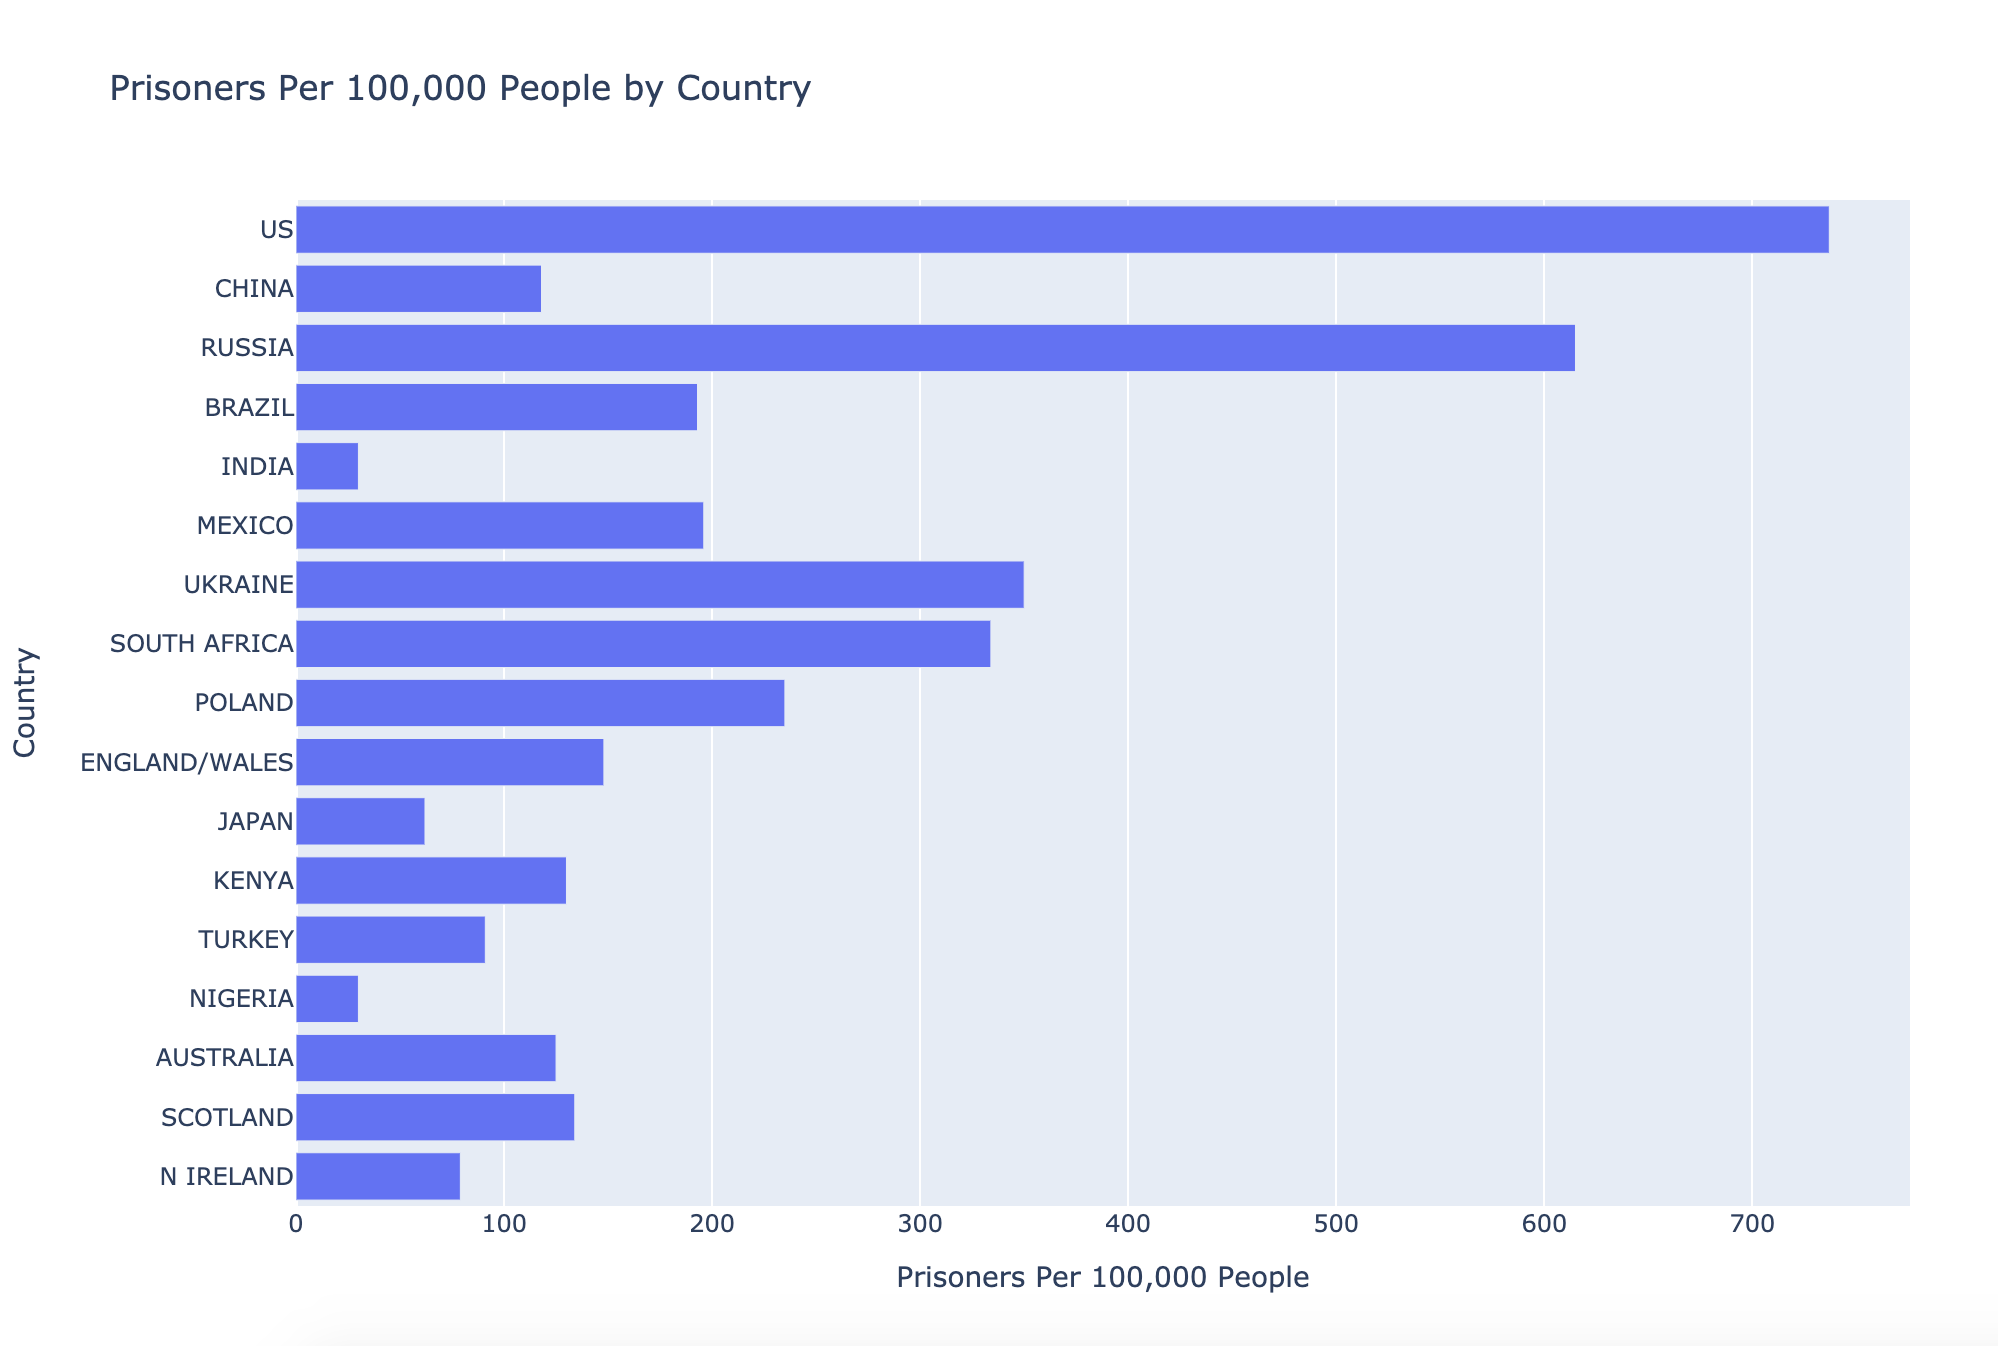 Prisoners Per 100,000 People by Country
US
CHINA
RUSSIA
BRAZIL
INDIA
MEXICO
UKRAINE
SOUTH AFRICA
POLAND
ENGLAND/WALES
JAPAN
KENYA
TURKEY
NIGERIA
AUSTRALIA
SCOTLAND
N IRELAND
Country
0 100 200 300 400 500 600 700
Prisoners Per 100,000 People